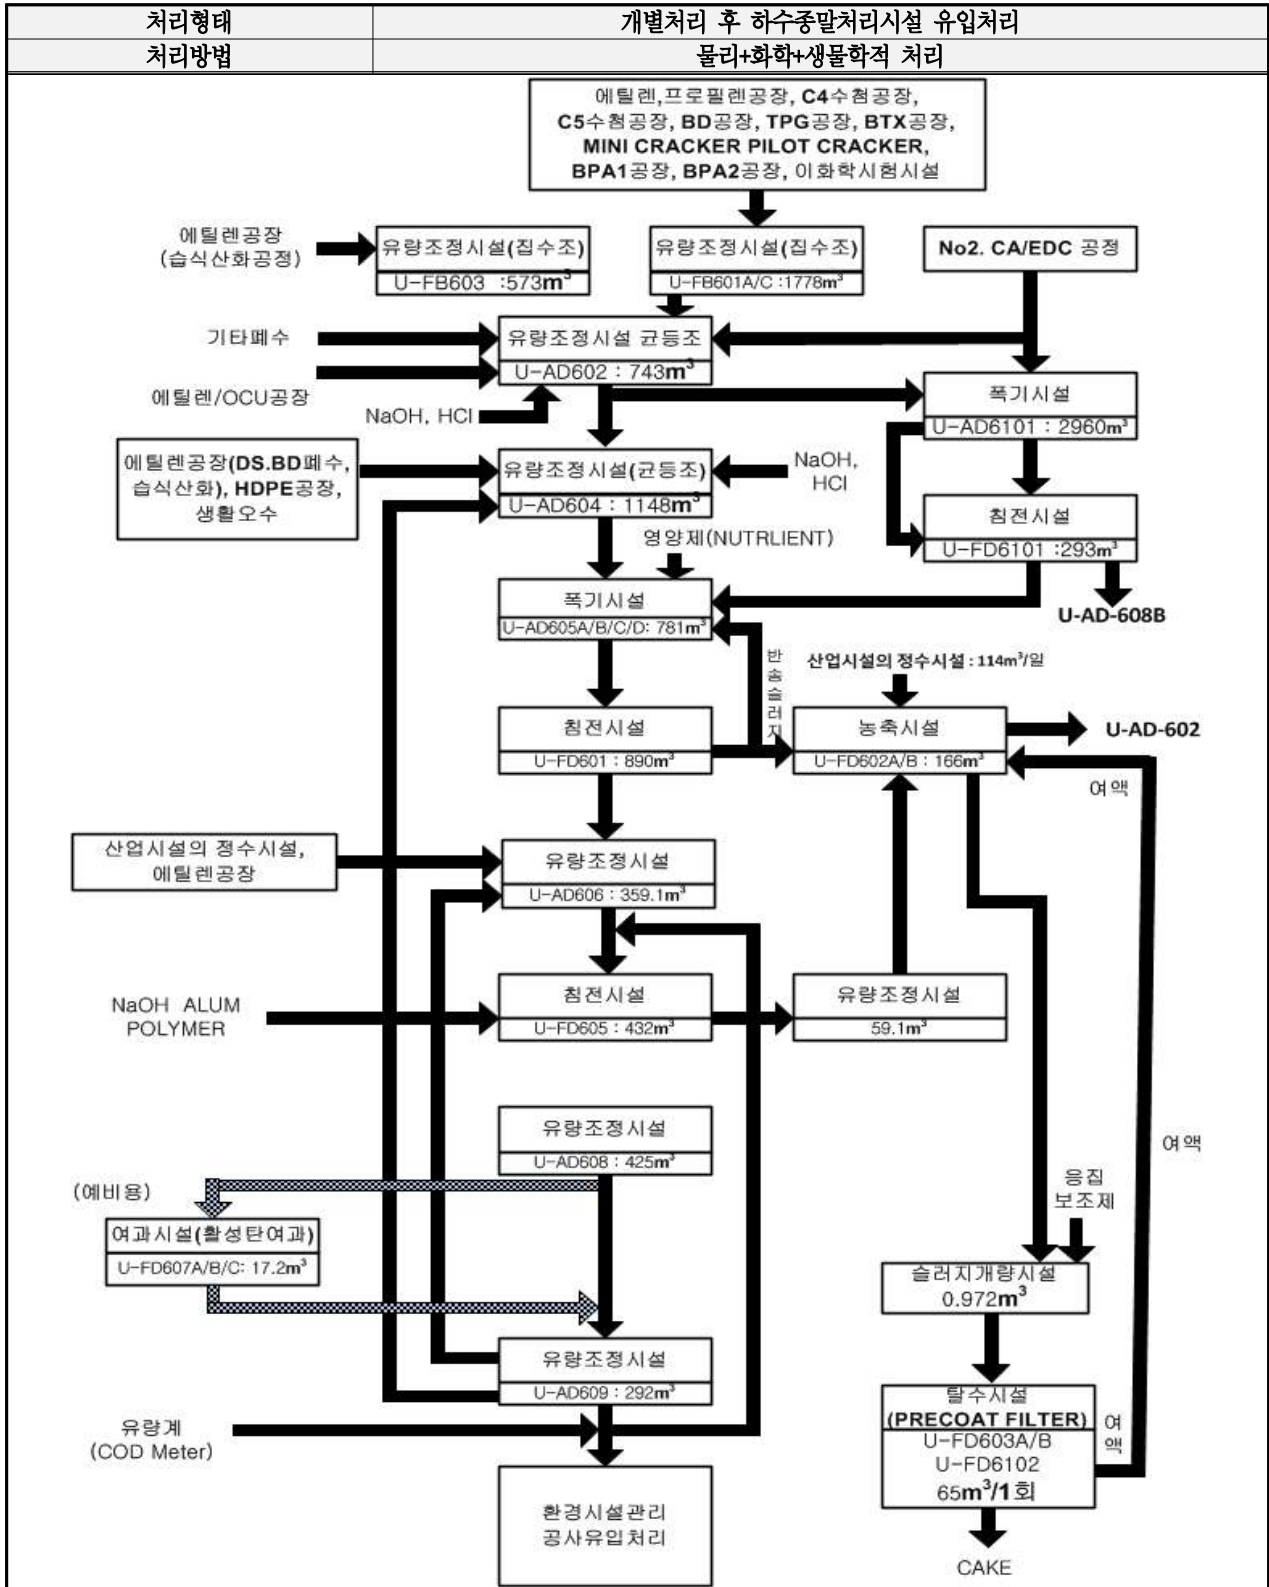 처리형태
개별처리 후 하수종말처리시설 유입처리
처리방법
물리+화학+생물학적 처리
에틸렌,프로필렌공장, C4수첨공장,
C5수첨공장, BD공장, TPG공장, BTX공장,
MINI CRACKER PILOT CRACKER,
BPA1공장, BPA2공장, 이화학시험시설
에틸렌공장
(습식산화공정)
유량조정시설(집수조)
U-FB603 :573m³
유량조정시설(집수조)
U-FB601A/C :1778m³
No2. CA/EDC 공정
기타폐수
유량조정시설 균등조
U-AD602 : 743m³
에틸렌/OCU공장
NaOH, HCl
폭기시설
U-AD6101 : 2960m³
에틸렌공장(DS.BD폐수,
습식산화), HDPE공장,
생활오수
유량조정시설(균등조)
U-AD604 : 1148m³
NaOH,
HCl
침전시설
U-FD6101 :293m³
영양제(NUTRLIENT)
U-AD-608B
폭기시설
U-AD605A/B/C/D: 781m³
반송슬러지
산업시설의 정수시설 : 114m³/일
침전시설
U-FD601 : 890m³
농축시설
U-FD602A/B : 166m³
U-AD-602
여액
산업시설의 정수시설,
에틸렌공장
유량조정시설
U-AD606 : 359.1m³
NaOH ALUM
POLYMER
침전시설
U-FD605 : 432m³
유량조정시설
59.1m³
유량조정시설
U-AD608 : 425m³
여액
(예비용)
응집
보조제
여과시설(활성탄여과)
U-FD607A/B/C: 17.2m³
슬러지개량시설
0.972m³
유량조정시설
U-AD609 : 292m³
탈수시설
(PRECOAT FILTER)
U-FD603A/B
U-FD6102
65m³/1회
여액
유량계
(COD Meter)
환경시설관리
공사유입처리
CAKE